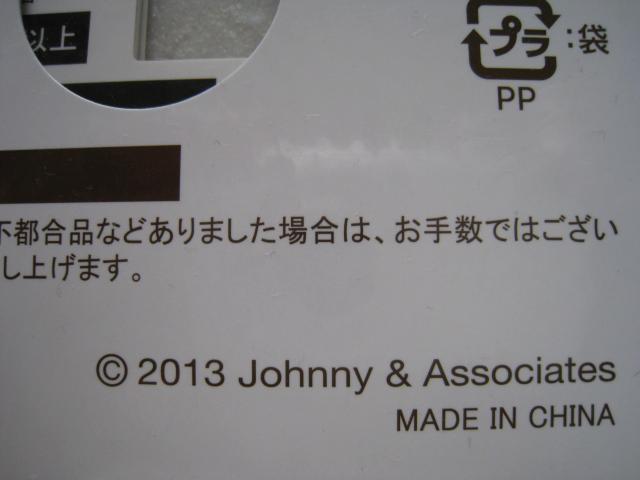 以上
プラ:袋
PP
不都合品などありました場合は、お手数ではござい
し上げます。
© 2013 Johnny & Associates
MADE IN CHINA